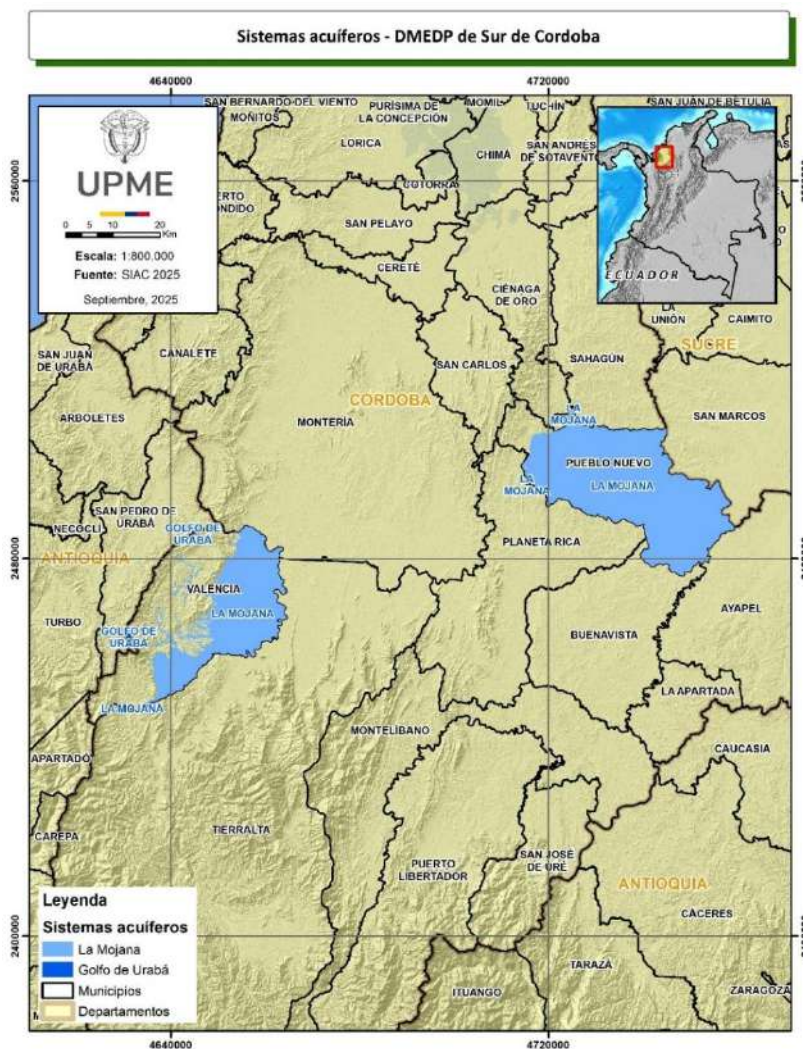 Sistemas acuíferos - DMEDP de Sur de Cordoba
4640000
4720000
SAN BERNARDO DEL VIENTO
MOÑITOS
PURÍSIMA DE
LA CONCEPCIÓN
MOMIL
TUCHÍN
SAN JUAN DE BETULIA
LORICA
CHIMÁ
SAN ANDRÉS
DE SOTAVENTO
UPME
0 5 10 20
Km
Escala: 1:800.000
Fuente: SIAC 2025
Septiembre, 2025
2560000
COTORRA
SAN PELAYO
CERETÉ
CIÉNAGA
DE ORO
ECUADOR
LA
UNIÓN
CAIMITO
SUCRE
SAN JUAN
DE URABÁ
CANALETE
SAN CARLOS
SAHAGÚN
ARBOLETES
CÓRDOBA
MONTERÍA
LA
MOJANA
SAN MARCOS
PUEBLO NUEVO
LA MOJANA
LA
MOJANA
SAN PEDRO DE
URABÁ
NECOCLÍ
GOLFO DE
URABÁ
PLANETA RICA
ANTIOQUIA
2480000
VALENCIA
LA MOJANA
TURBO
GOLFO DE
URABÁ
BUENAVISTA
AYAPEL
LA MOJANA
LA APARTADA
MONTELÍBANO
APARTADÓ
CAUCASIA
CAREPA
TIERRALTA
PUERTO
LIBERTADOR
SAN JOSÉ
DE URÉ
ANTIOQUIA
CÁCERES
Leyenda
Sistemas acuíferos
La Mojana
Golfo de Urabá
Municipios
Departamentos
2400000
TARAZÁ
ITUANGO
ZARAGOZA
4640000
4720000